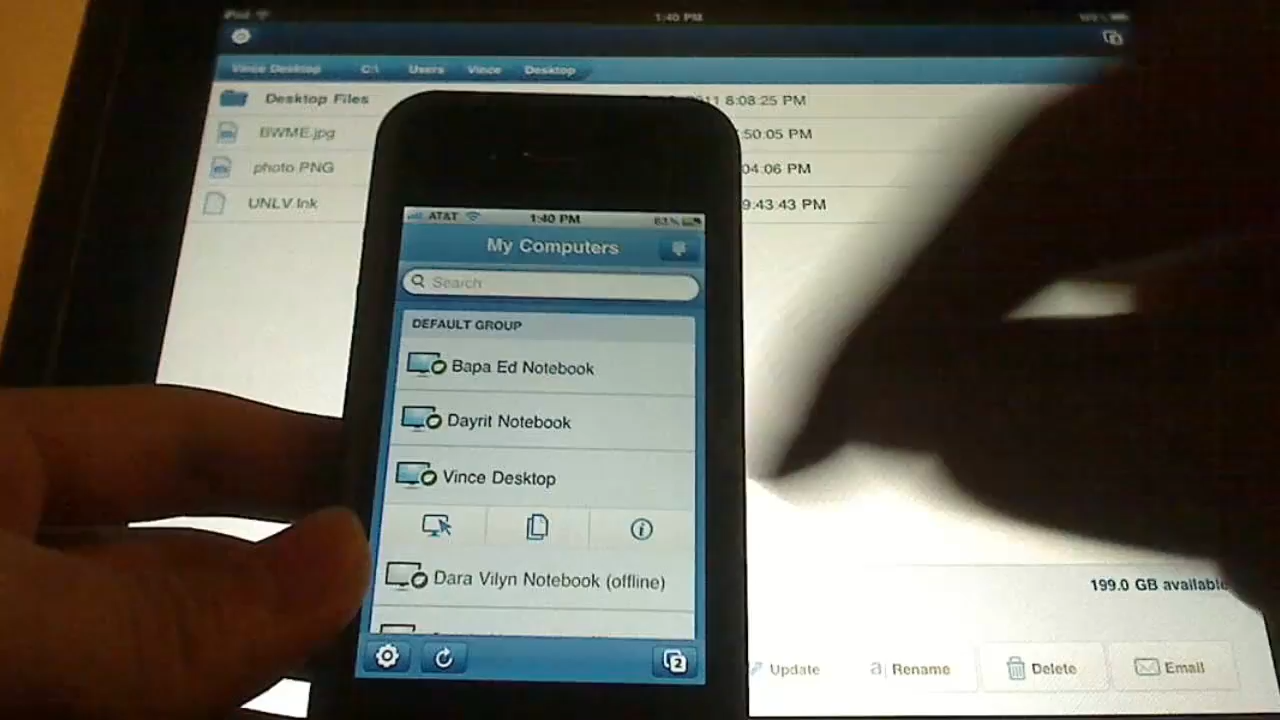 iPod 1:40 PM
Vince Desktop C:\ Users Vince Desktop
Desktop Files 11 8:08:25 PM
BWME.jpg :50:05 PM
photo.PNG 04:06 PM
UNLV.lnk 9:43:43 PM
AT&T 1:40 PM 83%
My Computers
Search
DEFAULT GROUP
Bapa Ed Notebook
Dayrit Notebook
Vince Desktop
Dara Vilyn Notebook (offline)
2
199.0 GB available
Update a| Rename Delete Email